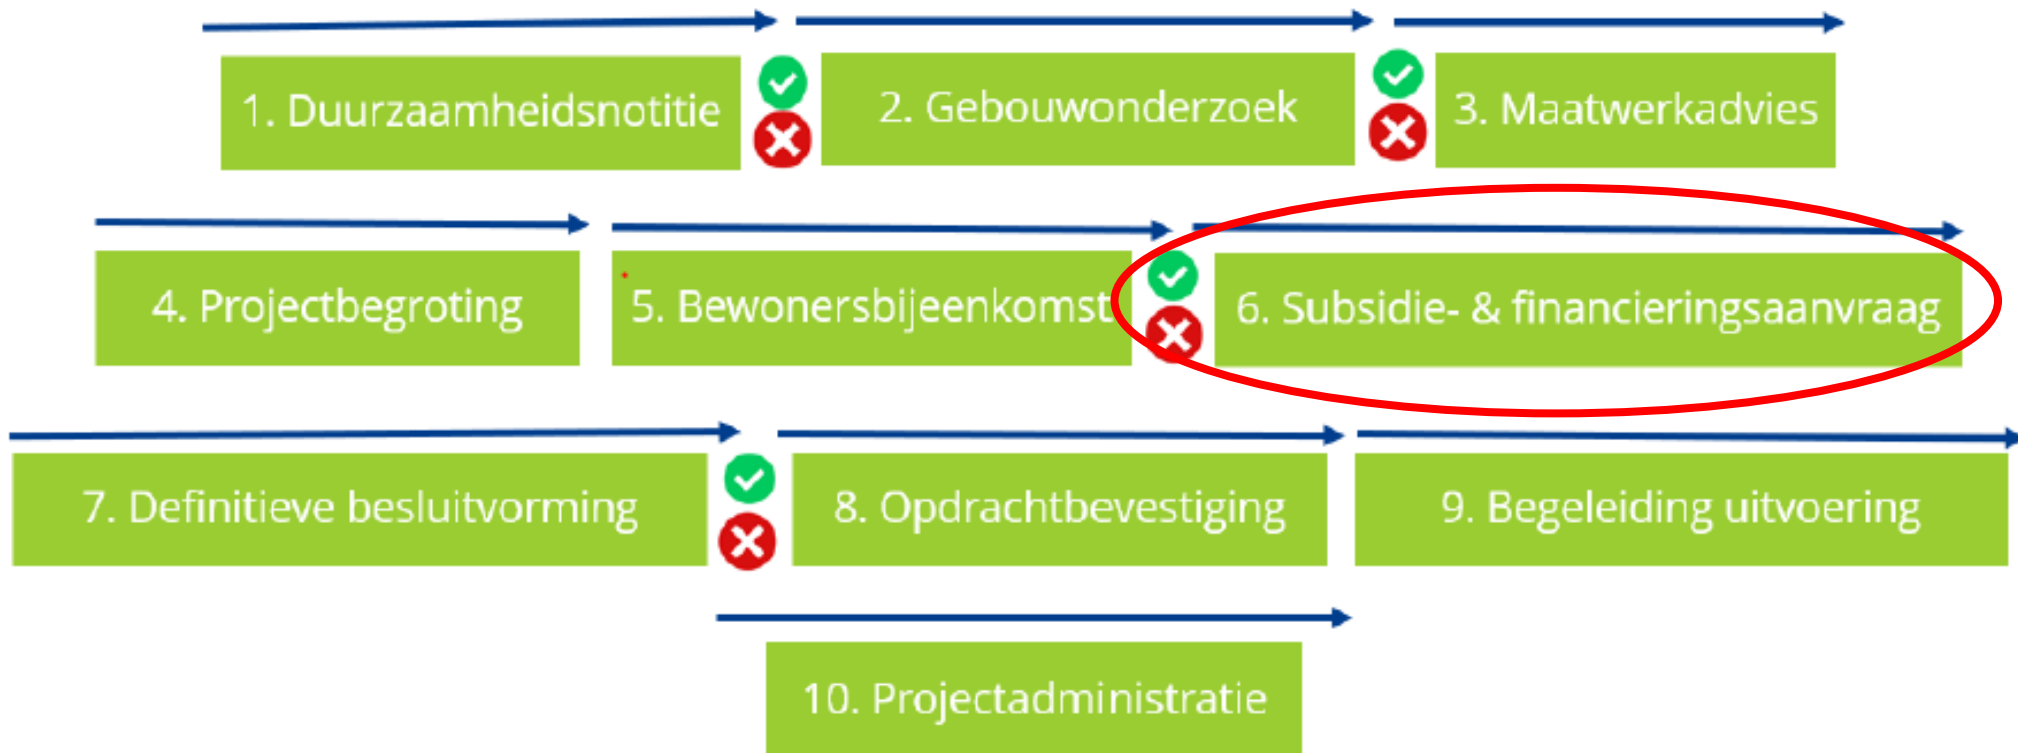 1. Duurzaamheidsnotitie
2. Gebouwonderzoek
3. Maatwerkadvies
4. Projectbegroting
5. Bewonersbijeenkomst
6. Subsidie- & financieringsaanvraag
7. Definitieve besluitvorming
8. Opdrachtbevestiging
9. Begeleiding uitvoering
10. Projectadministratie